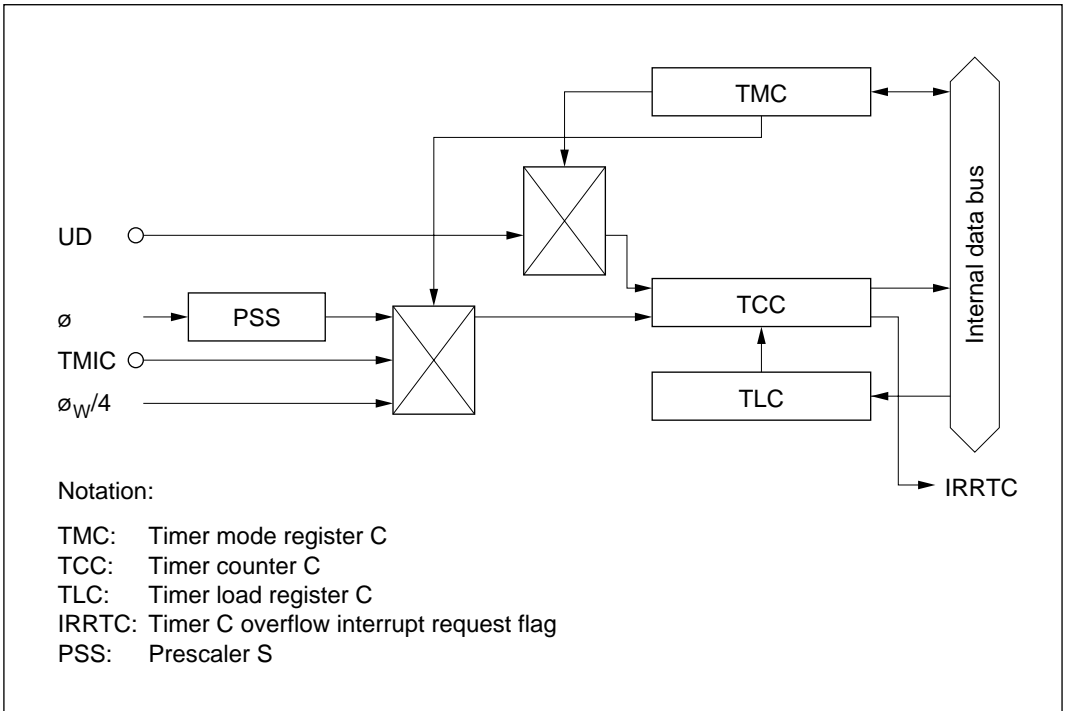 TMC
UD
TCC
Internal data bus
ø
PSS
TMIC
øW/4
TLC
IRRTC
Notation:
TMC: Timer mode register C
TCC: Timer counter C
TLC: Timer load register C
IRRTC: Timer C overflow interrupt request flag
PSS: Prescaler S